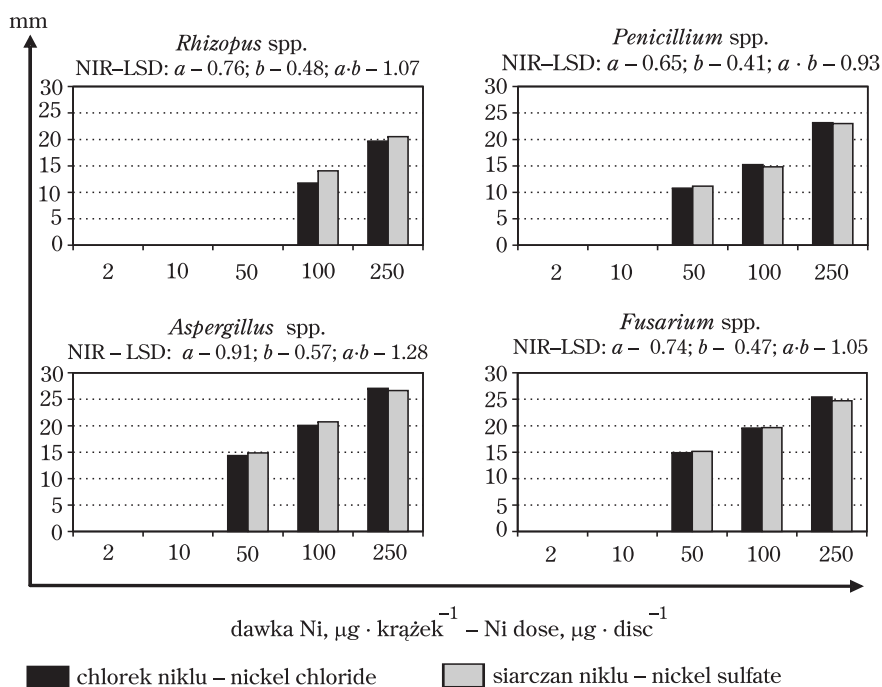 mm
Rhizopus spp.
NIR–LSD: a – 0.76; b – 0.48; a·b – 1.07
30
25
20
15
10
5
0
2 10 50 100 250
Penicillium spp.
NIR–LSD: a – 0.65; b – 0.41; a · b – 0.93
30
25
20
15
10
5
0
2 10 50 100 250
Aspergillus spp.
NIR – LSD: a – 0.91; b – 0.57; a·b – 1.28
30
25
20
15
10
5
0
2 10 50 100 250
Fusarium spp.
NIR–LSD: a – 0.74; b – 0.47; a·b – 1.05
30
25
20
15
10
5
0
2 10 50 100 250
dawka Ni, µg · krążek⁻¹ – Ni dose, µg · disc⁻¹
chlorek niklu – nickel chloride siarczan niklu – nickel sulfate